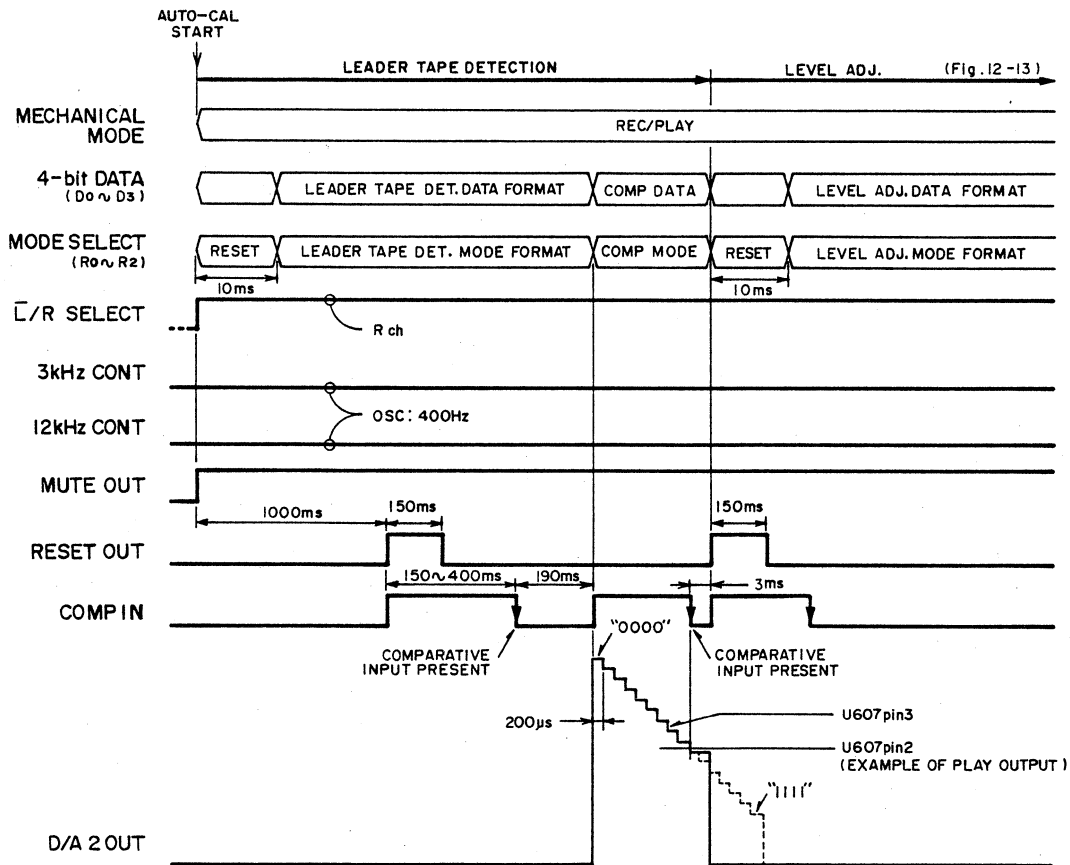 AUTO-CAL
START
LEADER TAPE DETECTION
LEVEL ADJ.
(Fig.12-13)
MECHANICAL
MODE
REC/PLAY
4-bit DATA
(D0~D3)
LEADER TAPE DET. DATA FORMAT
COMP DATA
LEVEL ADJ. DATA FORMAT
MODE SELECT
(R0~R2)
RESET
LEADER TAPE DET. MODE FORMAT
COMP MODE
RESET
LEVEL ADJ. MODE FORMAT
10ms
10ms
L̅/R SELECT
R ch
3kHz CONT
OSC: 400Hz
12kHz CONT
MUTE OUT
1000ms
150ms
150ms
RESET OUT
150~400ms
190ms
3ms
COMP IN
"0000"
COMPARATIVE
INPUT PRESENT
COMPARATIVE
INPUT PRESENT
200µs
U607pin3
U607pin2
(EXAMPLE OF PLAY OUTPUT)
"1111"
D/A 2 OUT